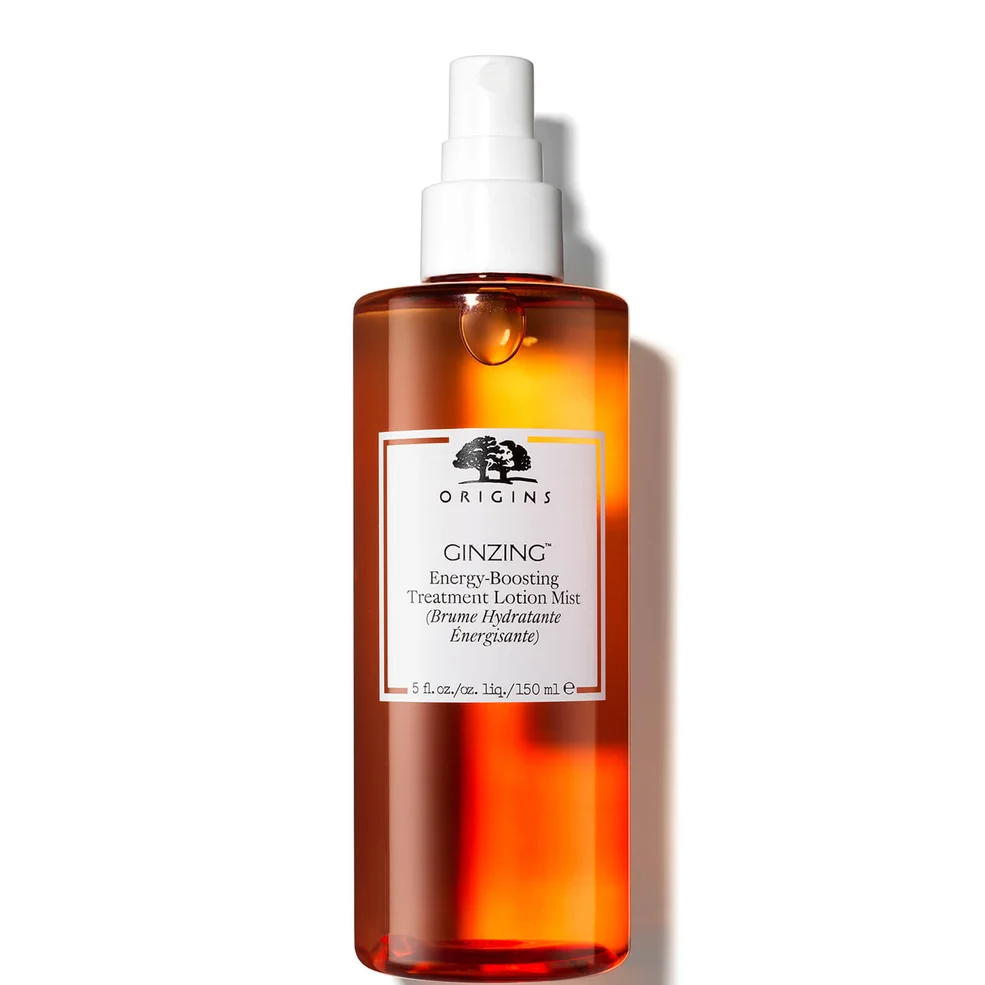 ORIGINS
GINZING™
Energy-Boosting
Treatment Lotion Mist
(Brume Hydratante
Énergisante)
5 fl.oz./oz. liq./150 ml ℮